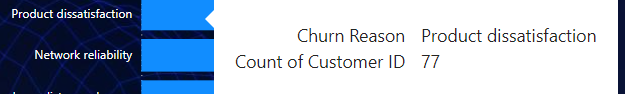 Product dissatisfaction
Network reliability
Churn Reason Product dissatisfaction
Count of Customer ID 77